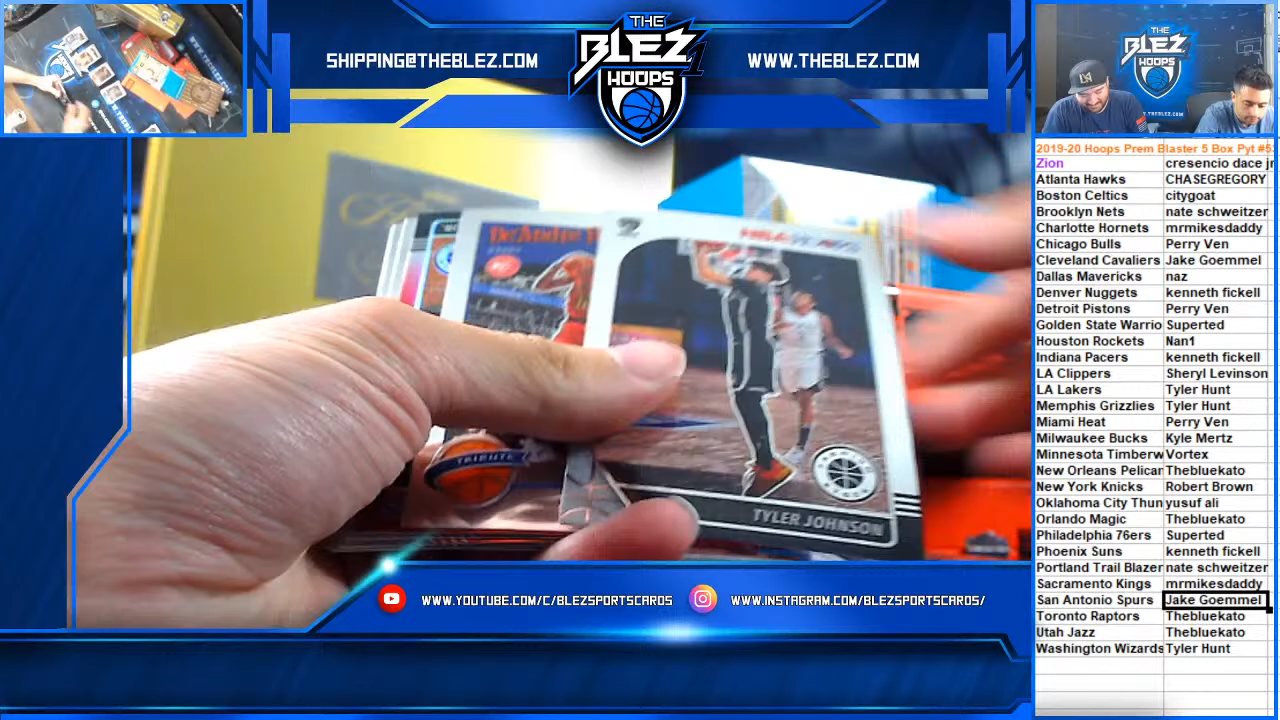 SHIPPING@THEBLEZ.COM
THE
BLEZ
HOOPS
1
WWW.THEBLEZ.COM
THE
BLEZ
HOOPS
2019-20 Hoops Prem Blaster 5 Box Pyt #5
Zion cresencio dace jr
Atlanta Hawks CHASEGREGORY
Boston Celtics citygoat
Brooklyn Nets nate schweitzer
Charlotte Hornets mrmikesdaddy
Chicago Bulls Perry Ven
Cleveland Cavaliers Jake Goemmel
Dallas Mavericks naz
Denver Nuggets kenneth fickell
Detroit Pistons Perry Ven
Golden State Warrio Superted
Houston Rockets Nan1
Indiana Pacers kenneth fickell
LA Clippers Sheryl Levinson
LA Lakers Tyler Hunt
Memphis Grizzlies Tyler Hunt
Miami Heat Perry Ven
Milwaukee Bucks Kyle Mertz
Minnesota Timberw Vortex
New Orleans Pelican Thebluekato
New York Knicks Robert Brown
Oklahoma City Thun yusuf ali
Orlando Magic Thebluekato
Philadelphia 76ers Superted
Phoenix Suns kenneth fickell
Portland Trail Blazer nate schweitzer
Sacramento Kings mrmikesdaddy
San Antonio Spurs Jake Goemmel
Toronto Raptors Thebluekato
Utah Jazz Thebluekato
Washington Wizards Tyler Hunt
DeAndre
TRIBUTE
TYLER JOHNSON
WWW.YOUTUBE.COM/C/BLEZSPORTSCARDS
WWW.INSTAGRAM.COM/BLEZSPORTSCARDS/